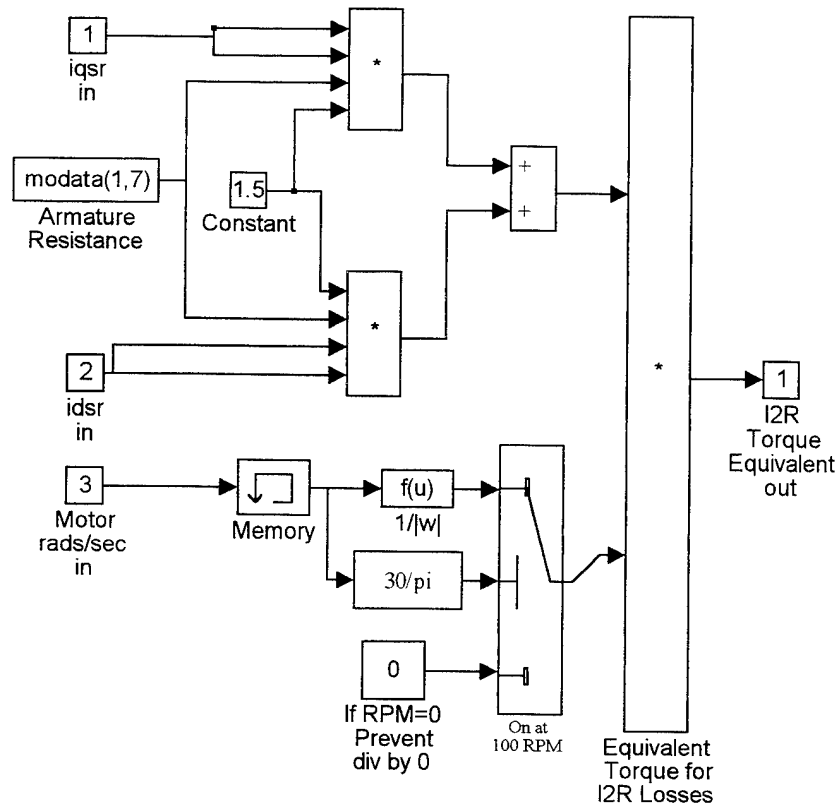 1
iqsr
in
*
modata(1,7)
Armature
Resistance
1.5
Constant
+
+
*
2
idsr
in
*
1
I2R
Torque
Equivalent
out
3
Motor
rads/sec
in
Memory
f(u)
1/|w|
30/pi
0
If RPM=0
Prevent
div by 0
On at
100 RPM
Equivalent
Torque for
I2R Losses